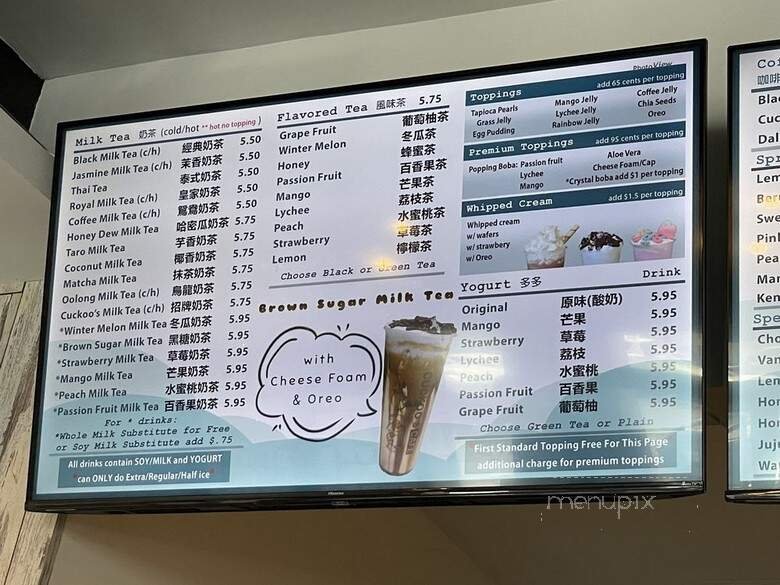 Milk Tea 奶茶 (cold/hot ** hot no topping )
Black Milk Tea (c/h) 經典奶茶 5.50
Jasmine Milk Tea (c/h) 茉香奶茶 5.50
Thai Tea 泰式奶茶 5.50
Royal Milk Tea (c/h) 皇家奶茶 5.50
Coffee Milk Tea (c/h) 鴛鴦奶茶 5.50
Honey Dew Milk Tea 哈密瓜奶茶 5.75
Taro Milk Tea 芋香奶茶 5.75
Coconut Milk Tea 椰香奶茶 5.75
Matcha Milk Tea 抹茶奶茶 5.75
Oolong Milk Tea (c/h) 烏龍奶茶 5.75
Cuckoo's Milk Tea (c/h) 招牌奶茶 5.95
*Winter Melon Milk Tea 冬瓜奶茶 5.95
*Brown Sugar Milk Tea 黑糖奶茶 5.95
*Strawberry Milk Tea 草莓奶茶 5.95
*Mango Milk Tea 芒果奶茶 5.95
*Peach Milk Tea 水蜜桃奶茶 5.95
*Passion Fruit Milk Tea 百香果奶茶 5.95
For * drinks:
*Whole Milk Substitute for Free
or Soy Milk Substitute add $.75
All drinks contain SOY/MILK and YOGURT
*can ONLY do Extra/Regular/Half ice*
Flavored Tea 風味茶 5.75
Grape Fruit 葡萄柚茶
Winter Melon 冬瓜茶
Honey 蜂蜜茶
Passion Fruit 百香果茶
Mango 芒果茶
Lychee 荔枝茶
Peach 水蜜桃茶
Strawberry 草莓茶
Lemon 檸檬茶
Choose Black or Green Tea
Brown Sugar Milk Tea
with
Cheese Foam
& Oreo
PhotoView
Toppings add 65 cents per topping
Tapioca Pearls Mango Jelly Coffee Jelly
Grass Jelly Lychee Jelly Chia Seeds
Egg Pudding Rainbow Jelly Oreo
Premium Toppings add 95 cents per topping
Popping Boba: Passion fruit Aloe Vera
Lychee Cheese Foam/Cap
Mango *Crystal boba add $1 per topping
Whipped Cream add $1.5 per topping
Whipped cream
w/ wafers
w/ strawberry
w/ Oreo
Yogurt 多多 Drink
Original 原味(酸奶) 5.95
Mango 芒果 5.95
Strawberry 草莓 5.95
Lychee 荔枝 5.95
Peach 水蜜桃 5.95
Passion Fruit 百香果 5.95
Grape Fruit 葡萄柚 5.95
Choose Green Tea or Plain
First Standard Topping Free For This Page
additional charge for premium toppings
Hisense
menupix